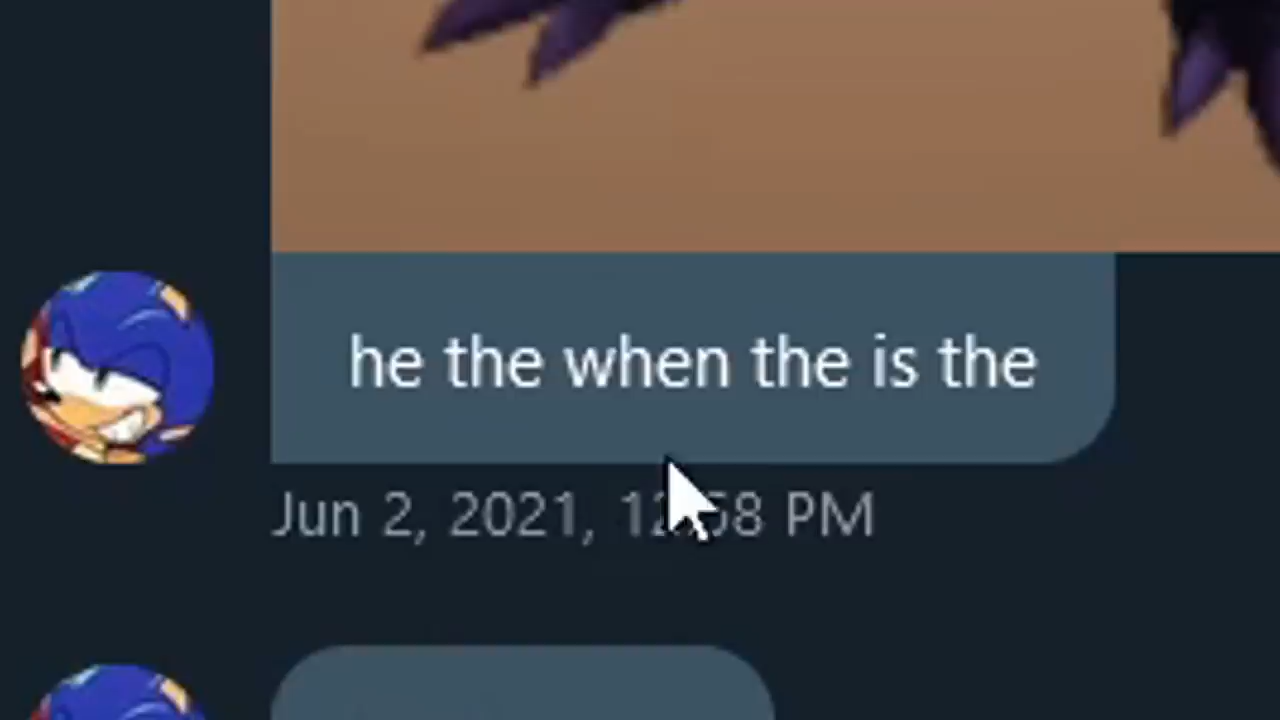 he the when the is the
Jun 2, 2021, 12:58 PM